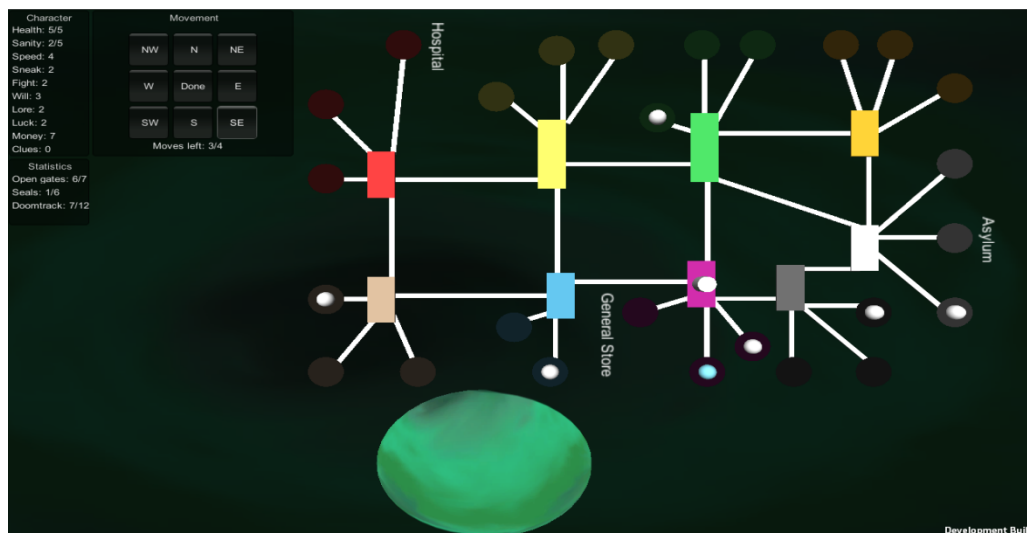 Character
Health: 5/5
Sanity: 2/5
Speed: 4
Sneak: 2
Fight: 2
Will: 3
Lore: 2
Luck: 2
Money: 7
Clues: 0
Statistics
Open gates: 6/7
Seals: 1/6
Doomtrack: 7/12
Movement
NW N NE
W Done E
SW S SE
Moves left: 3/4
Hospital
General Store
Asylum
Development Buil